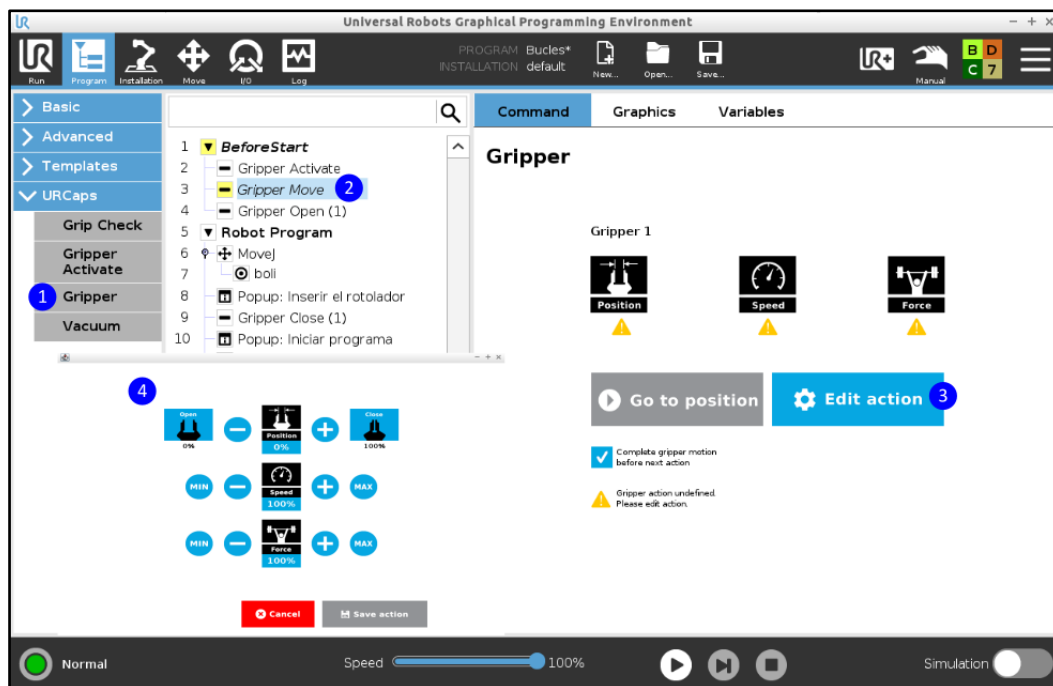 UR
Universal Robots Graphical Programming Environment
Run
Program
Installation
Move
I/O
Log
PROGRAM Bucles*
INSTALLATION default
New...
Open...
Save...
UR+
Manual
B D
C 7
Basic
Advanced
Templates
URCaps
Grip Check
Gripper
Activate
1 Gripper
Vacuum
1 BeforeStart
2 Gripper Activate
3 Gripper Move 2
4 Gripper Open (1)
5 Robot Program
6 MoveJ
7 boli
8 Popup: Inserir el rotolador
9 Gripper Close (1)
10 Popup: Iniciar programa
Command Graphics Variables
Gripper
Gripper 1
Position Speed Force
Go to position
Edit action 3
Complete gripper motion
before next action
Gripper action undefined.
Please edit action.
4
Open
0%
Position
0%
Close
100%
MIN
Speed
100%
MAX
MIN
Force
100%
MAX
Cancel
Save action
Normal
Speed 100%
Simulation